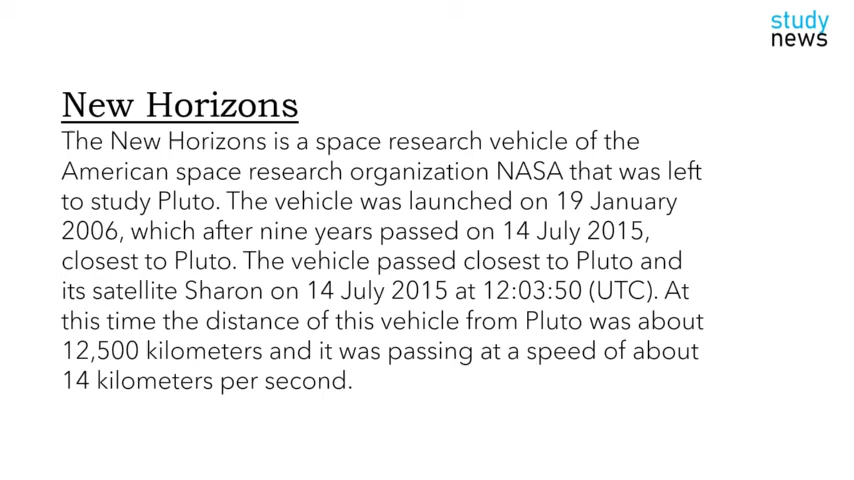 study
news
New Horizons
The New Horizons is a space research vehicle of the
American space research organization NASA that was left
to study Pluto. The vehicle was launched on 19 January
2006, which after nine years passed on 14 July 2015,
closest to Pluto. The vehicle passed closest to Pluto and
its satellite Sharon on 14 July 2015 at 12:03:50 (UTC). At
this time the distance of this vehicle from Pluto was about
12,500 kilometers and it was passing at a speed of about
14 kilometers per second.